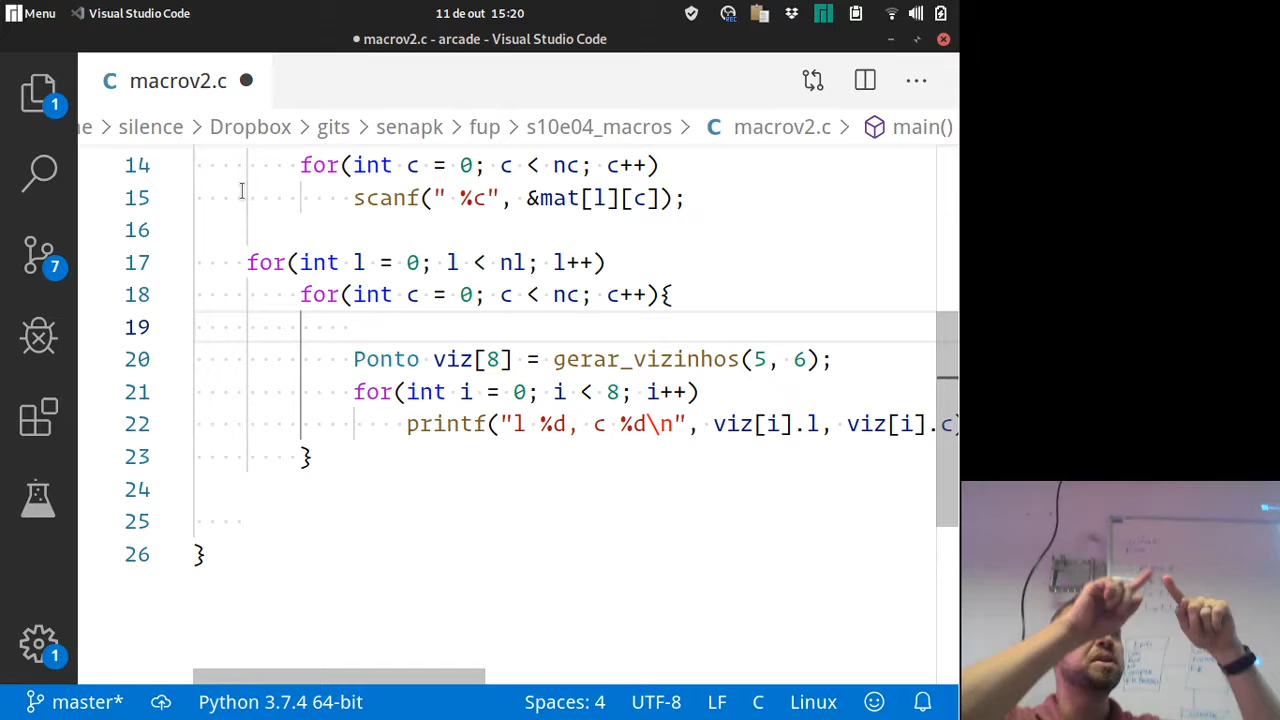 Menu
Visual Studio Code
11 de out 15:20
REC
macrov2.c - arcade - Visual Studio Code
C macrov2.c
ne > silence > Dropbox > gits > senapk > fup > s10e04_macros > C macrov2.c > main()
14 for(int c = 0; c < nc; c++)
15 scanf(" %c", &mat[l][c]);
16
17 for(int l = 0; l < nl; l++)
18 for(int c = 0; c < nc; c++){
19
20 Ponto viz[8] = gerar_vizinhos(5, 6);
21 for(int i = 0; i < 8; i++)
22 printf("l %d, c %d\n", viz[i].l, viz[i].c)
23 }
24
25
26 }
1
7
1
master*
Python 3.7.4 64-bit
Spaces: 4
UTF-8
LF
C
Linux